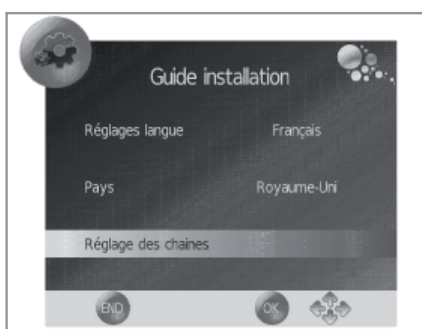 Guide installation
Réglages langue Français
Pays Royaume-Uni
Réglage des chaines
END OK